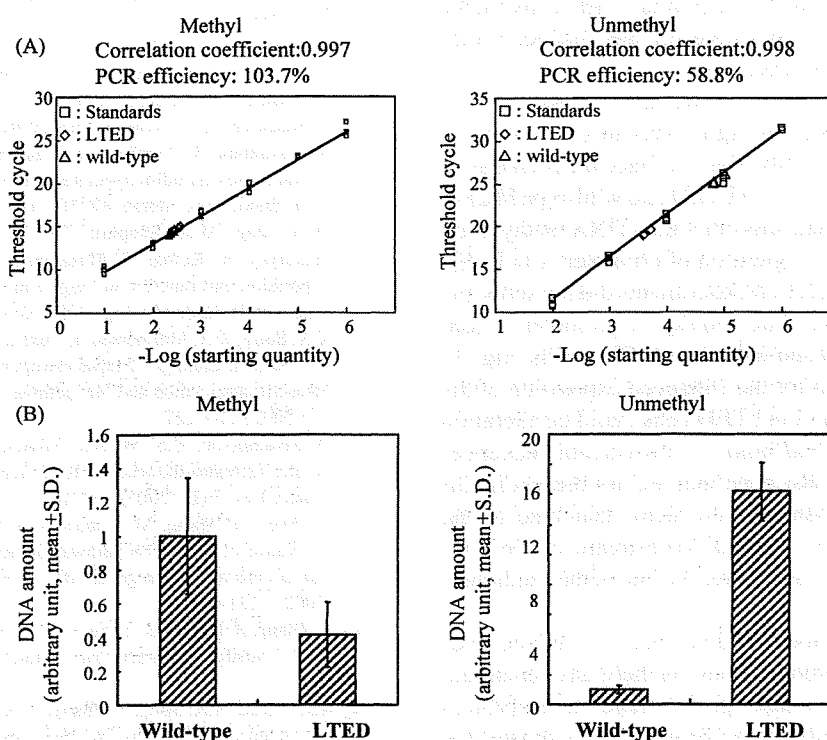 (A)
Methyl
Correlation coefficient:0.997
PCR efficiency: 103.7%
30
25
20
15
10
5
Threshold cycle
□ : Standards
◇ : LTED
△ : wild-type
0 1 2 3 4 5 6
-Log (starting quantity)
Unmethyl
Correlation coefficient:0.998
PCR efficiency: 58.8%
35
30
25
20
15
10
Threshold cycle
□ : Standards
◇ : LTED
△ : wild-type
1 2 3 4 5 6
-Log (starting quantity)
(B)
Methyl
1.6
1.4
1.2
1
0.8
0.6
0.4
0.2
0
DNA amount
(arbitrary unit, mean±S.D.)
Wild-type LTED
Unmethyl
20
16
12
8
4
0
DNA amount
(arbitrary unit, mean±S.D.)
Wild-type LTED